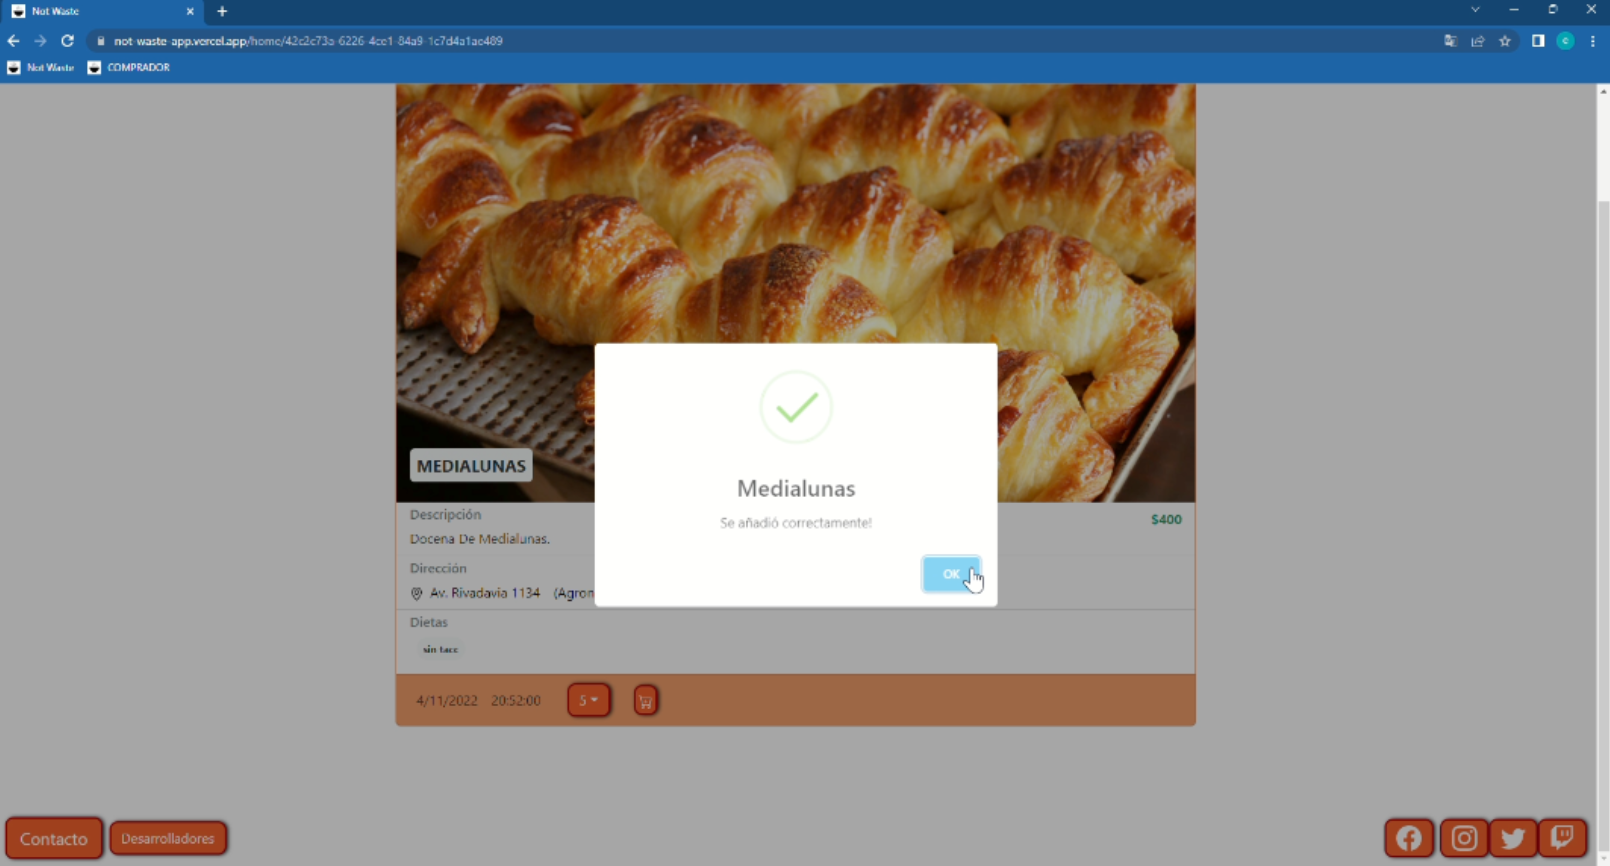 Not Waste
not-waste-app.vercel.app/home/42c2c73a-6226-4ce1-84a9-1c7d4a1ae489
Not Waste COMPRADOR
MEDIALUNAS
Descripción
$400
Docena De Medialunas.
Dirección
Av. Rivadavia 1134 (Agron
Dietas
sin tacc
4/11/2022 20:52:00 5
Medialunas
Se añadió correctamente!
OK
Contacto Desarrolladores